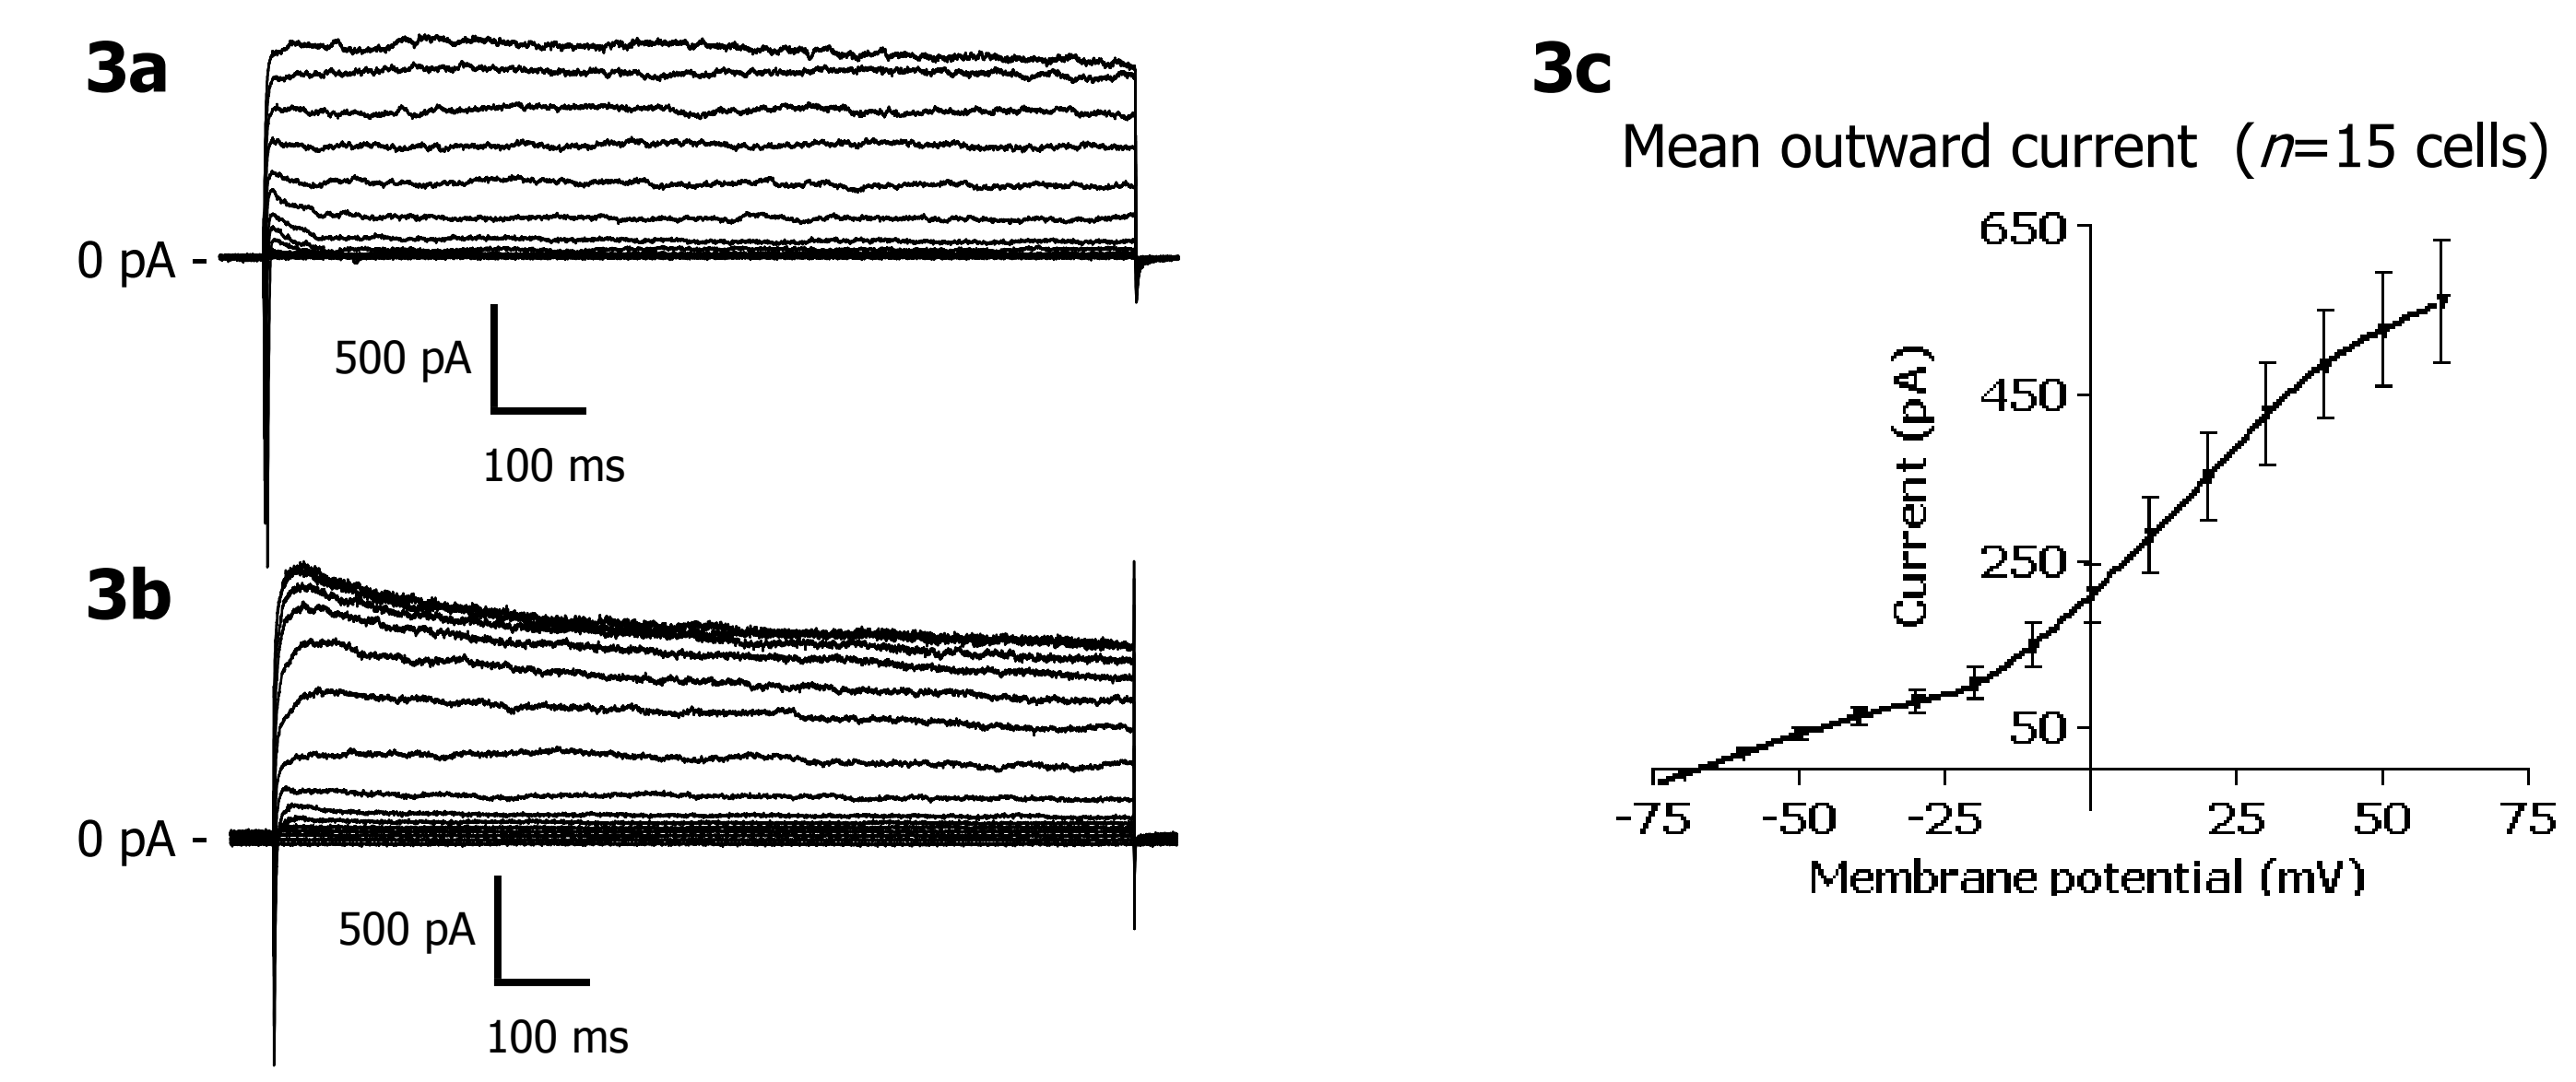 3a
0 pA -
500 pA
100 ms
3b
0 pA -
500 pA
100 ms
3c
Mean outward current (n=15 cells)
650
450
250
50
Current (pA)
-75 -50 -25 25 50 75
Membrane potential (mV)